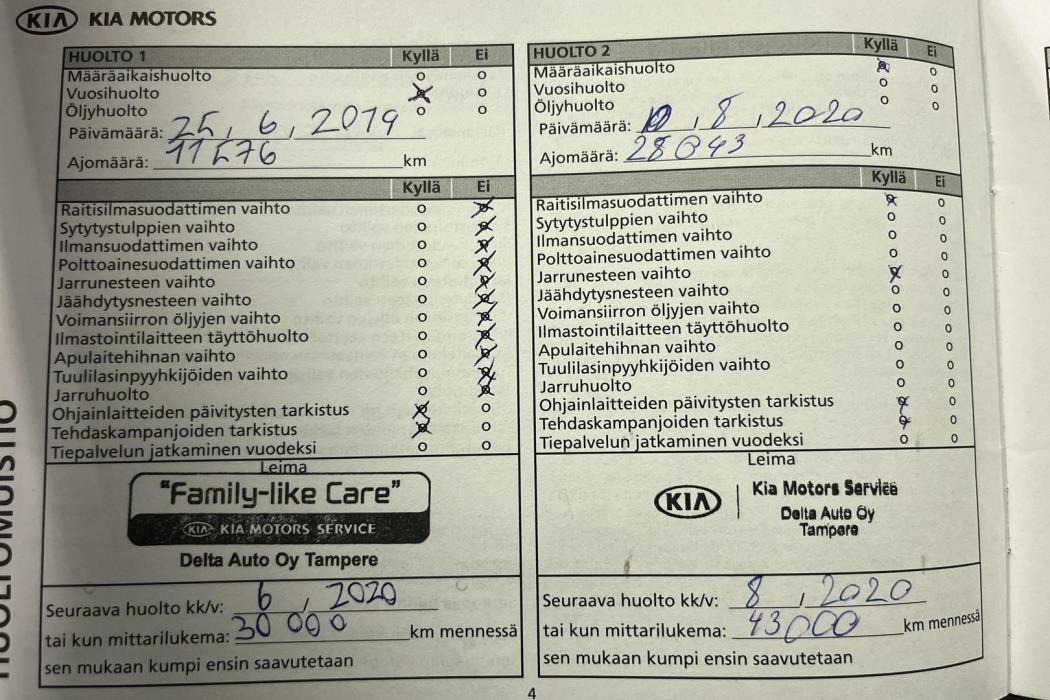 KIA KIA MOTORS
HUOLTO 1 Kyllä Ei
Määräaikaishuolto o o
Vuosihuolto o
Öljyhuolto o o
Päivämäärä: 25, 6, 2019
Ajomäärä: 11576 km
Kyllä Ei
Raitisilmasuodattimen vaihto o
Sytytystulppien vaihto o
Ilmansuodattimen vaihto o
Polttoainesuodattimen vaihto o
Jarrunesteen vaihto o
Jäähdytysnesteen vaihto o
Voimansiirron öljyjen vaihto o
Ilmastointilaitteen täyttöhuolto o
Apulaitehihnan vaihto o
Tuulilasinpyyhkijöiden vaihto o
Jarruhuolto o
Ohjainlaitteiden päivitysten tarkistus o
Tehdaskampanjoiden tarkistus o
Tiepalvelun jatkaminen vuodeksi o o
Leima
"Family-like Care"
KIA KIA MOTORS SERVICE
Delta Auto Oy Tampere
Seuraava huolto kk/v: 6, 2020
tai kun mittarilukema: 30 000 km mennessä
sen mukaan kumpi ensin saavutetaan
HUOLTO 2 Kyllä Ei
Määräaikaishuolto o
Vuosihuolto o o
Öljyhuolto o o
Päivämäärä: 10, 8, 2020
Ajomäärä: 28043 km
Kyllä Ei
Raitisilmasuodattimen vaihto o
Sytytystulppien vaihto o o
Ilmansuodattimen vaihto o o
Polttoainesuodattimen vaihto o o
Jarrunesteen vaihto o
Jäähdytysnesteen vaihto o o
Voimansiirron öljyjen vaihto o o
Ilmastointilaitteen täyttöhuolto o o
Apulaitehihnan vaihto o o
Tuulilasinpyyhkijöiden vaihto o o
Jarruhuolto o o
Ohjainlaitteiden päivitysten tarkistus o
Tehdaskampanjoiden tarkistus o
Tiepalvelun jatkaminen vuodeksi o o
Leima
KIA Kia Motors Service
Delta Auto Oy
Tampere
Seuraava huolto kk/v: 8, 2020
tai kun mittarilukema: 43000 km mennessä
sen mukaan kumpi ensin saavutetaan
HUOLTOMUISTIO
4